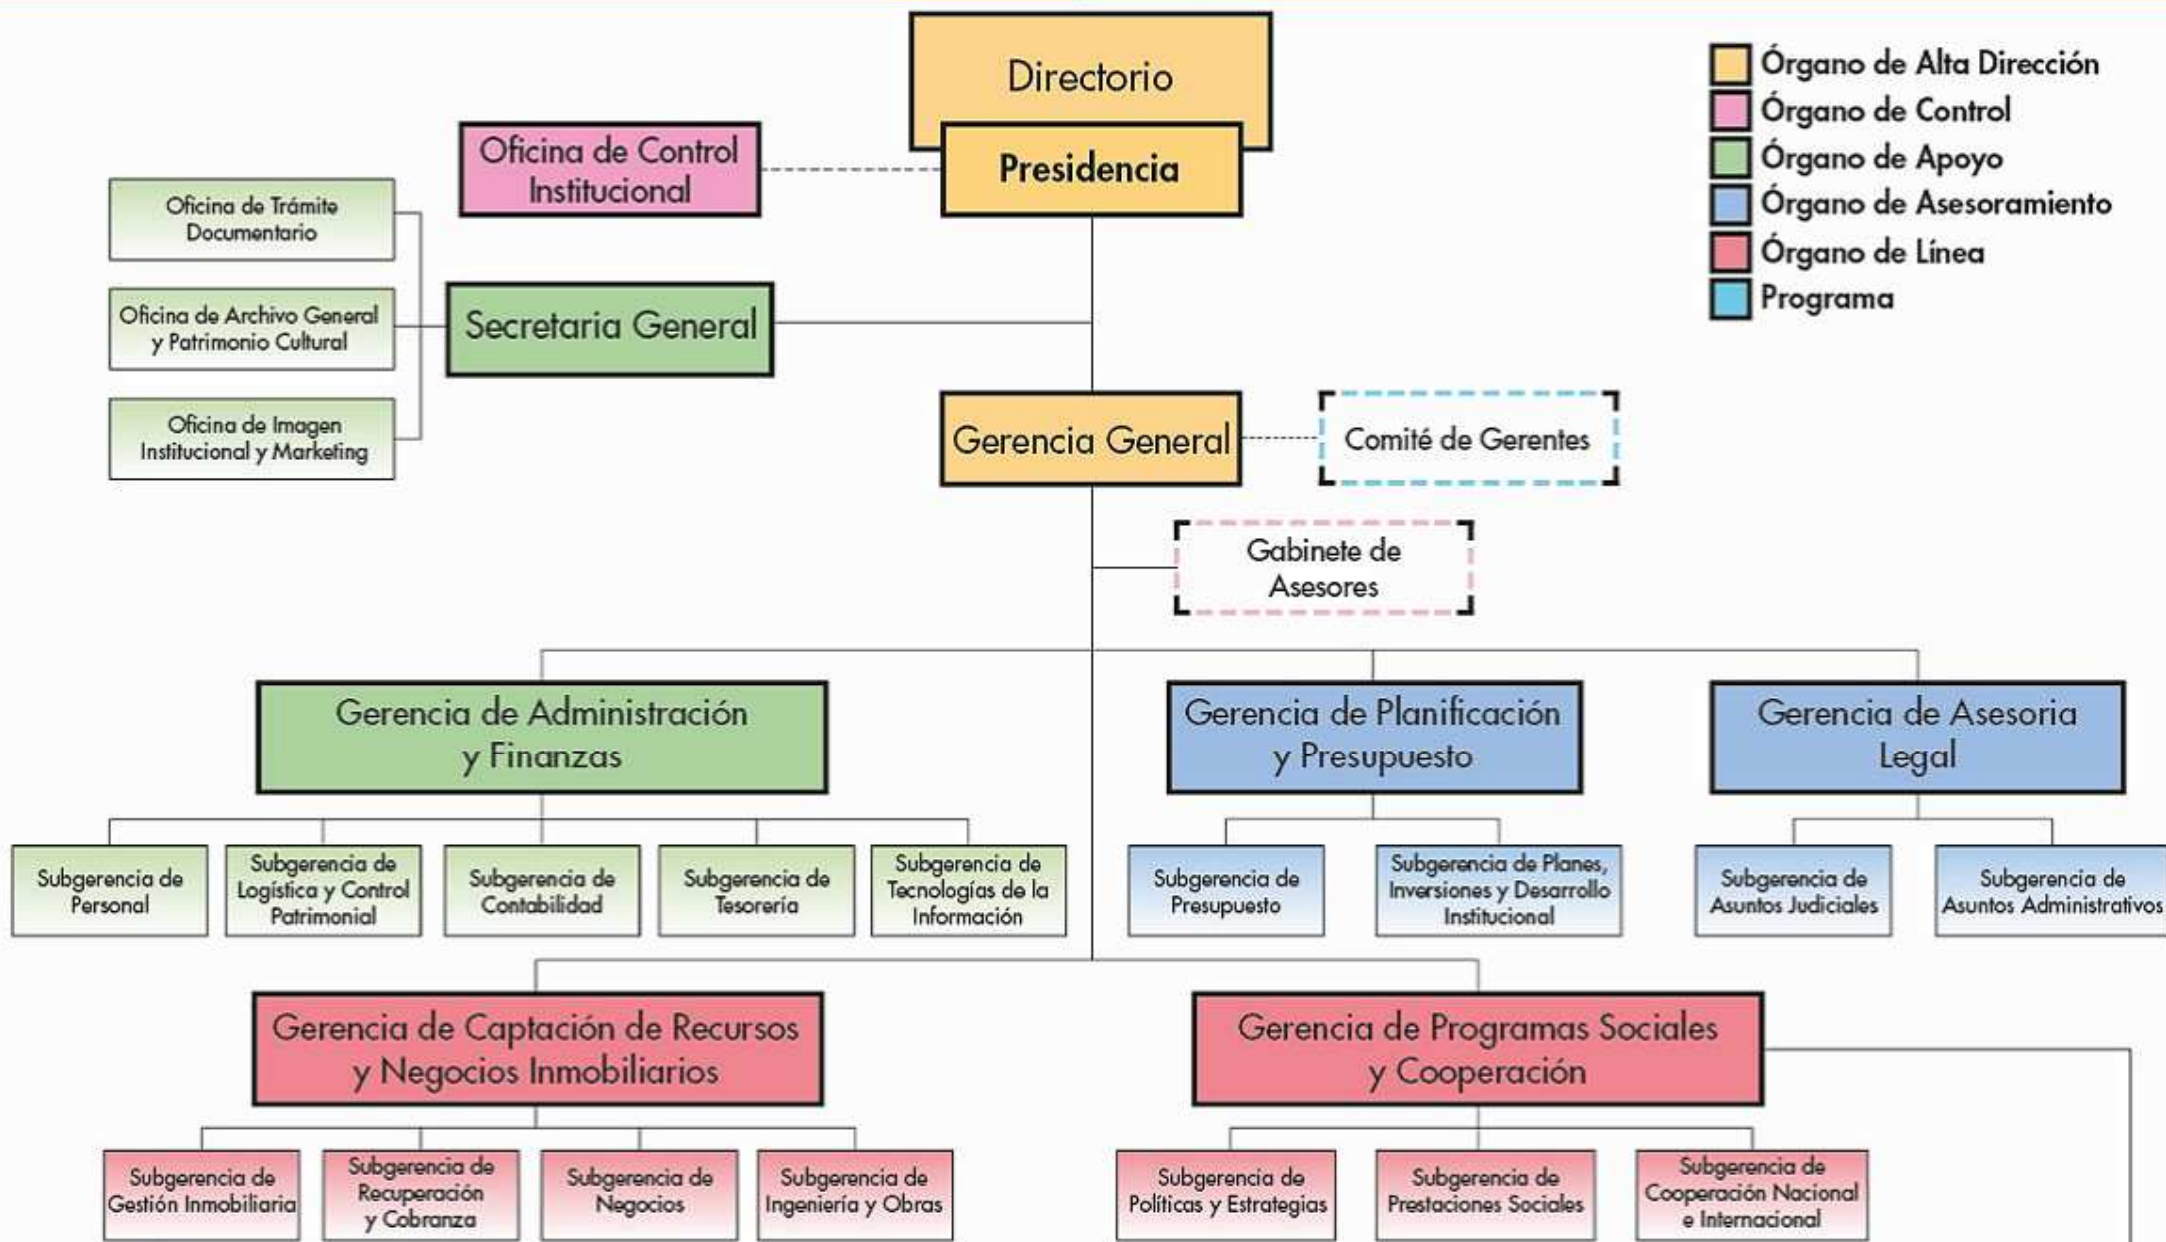 Directorio
Presidencia
Oficina de Control
Institucional
Órgano de Alta Dirección
Órgano de Control
Órgano de Apoyo
Órgano de Asesoramiento
Órgano de Línea
Programa
Oficina de Trámite
Documentario
Oficina de Archivo General
y Patrimonio Cultural
Oficina de Imagen
Institucional y Marketing
Secretaria General
Gerencia General
Comité de Gerentes
Gabinete de
Asesores
Gerencia de Administración
y Finanzas
Gerencia de Planificación
y Presupuesto
Gerencia de Asesoria
Legal
Subgerencia de
Personal
Subgerencia de
Logística y Control
Patrimonial
Subgerencia de
Contabilidad
Subgerencia de
Tesorería
Subgerencia de
Tecnologías de la
Información
Subgerencia de
Presupuesto
Subgerencia de Planes,
Inversiones y Desarrollo
Institucional
Subgerencia de
Asuntos Judiciales
Subgerencia de
Asuntos Administrativos
Gerencia de Captación de Recursos
y Negocios Inmobiliarios
Gerencia de Programas Sociales
y Cooperación
Subgerencia de
Gestión Inmobiliaria
Subgerencia de
Recuperación
y Cobranza
Subgerencia de
Negocios
Subgerencia de
Ingeniería y Obras
Subgerencia de
Políticas y Estrategias
Subgerencia de
Prestaciones Sociales
Subgerencia de
Cooperación Nacional
e Internacional